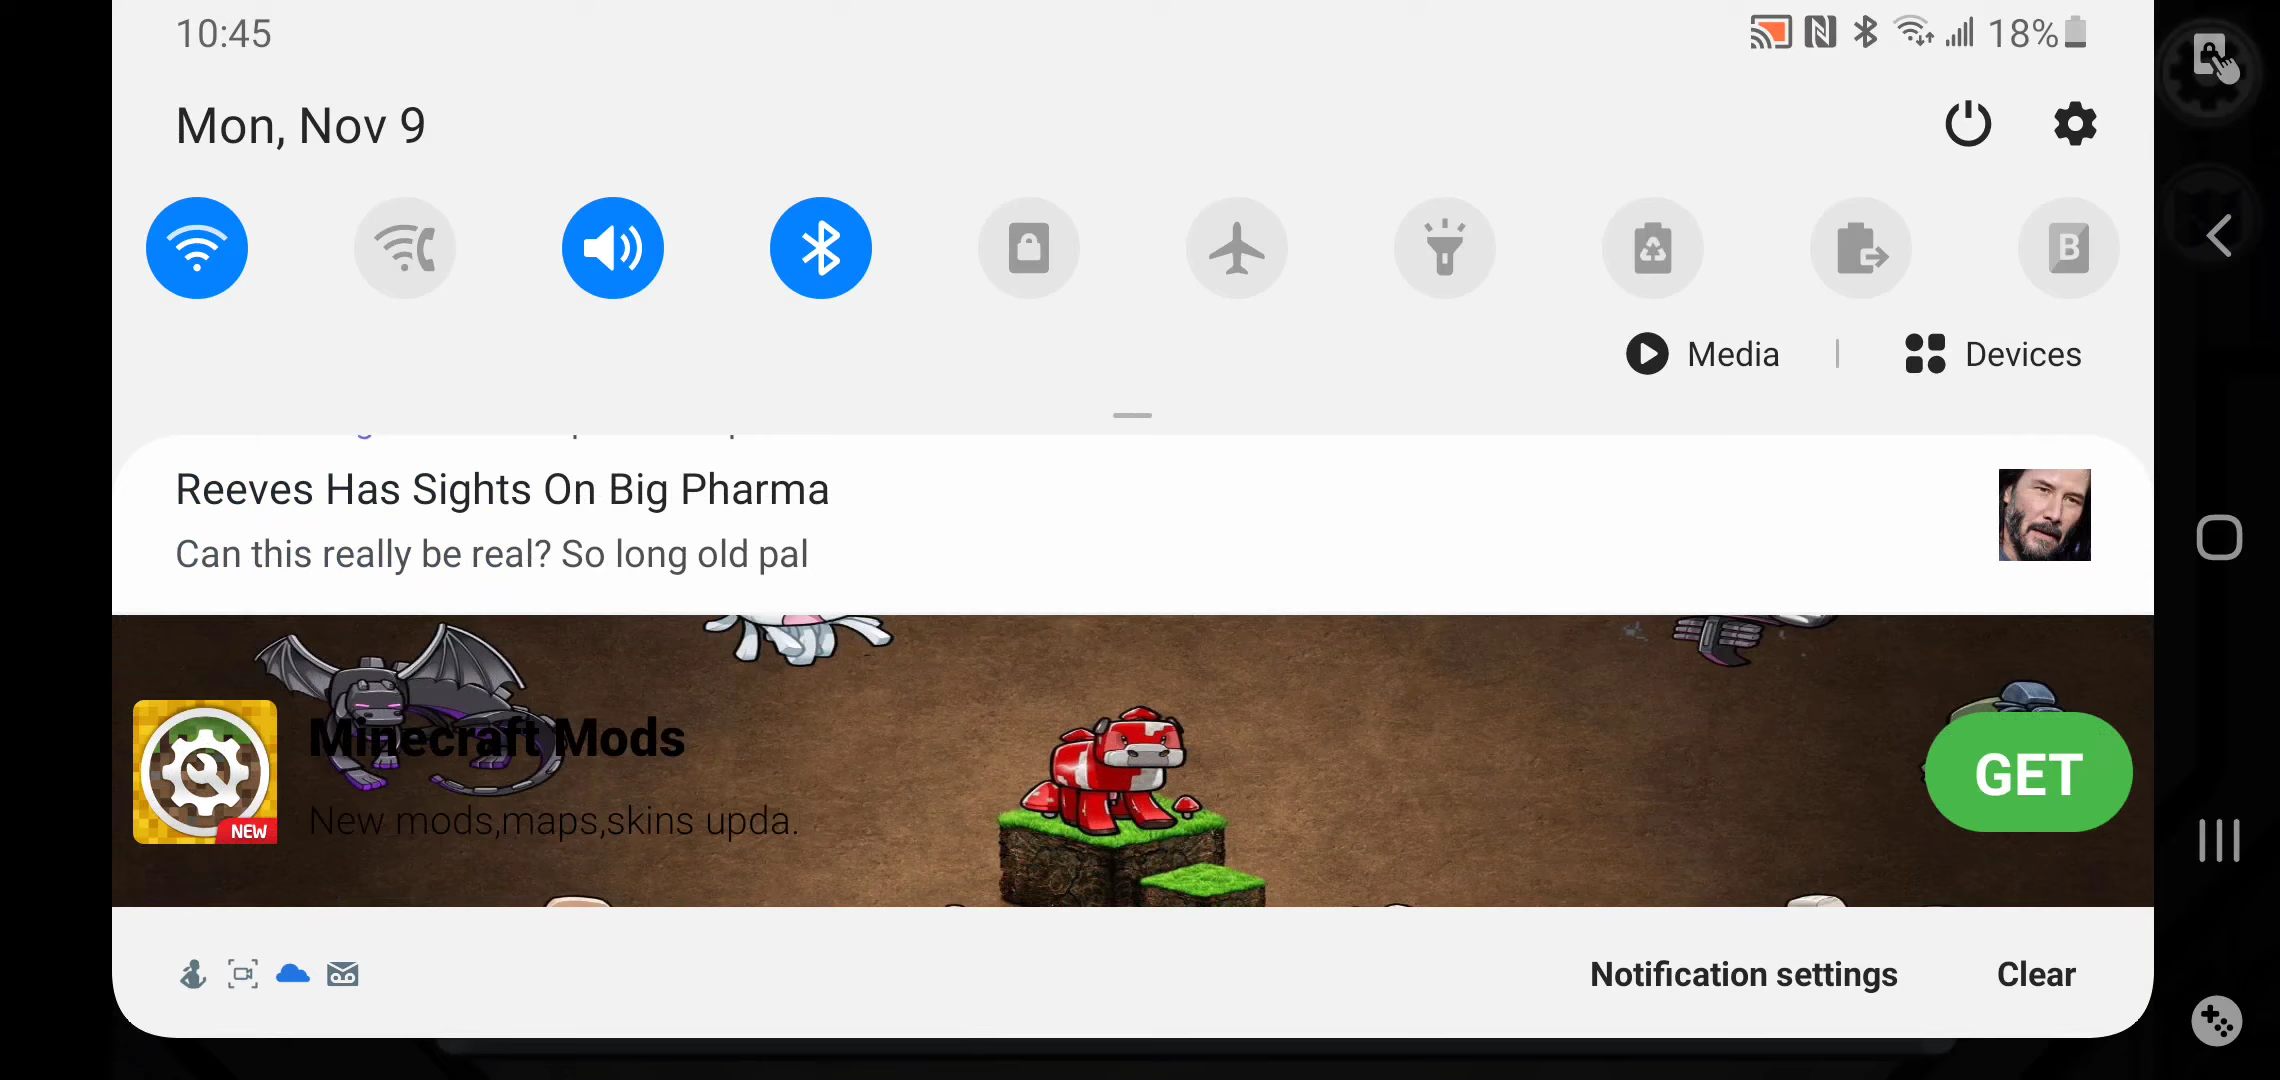 10:45
18%
Mon, Nov 9
B
Media
Devices
Reeves Has Sights On Big Pharma
Can this really be real? So long old pal
Minecraft Mods
NEW
New mods,maps,skins upda.
GET
Notification settings
Clear